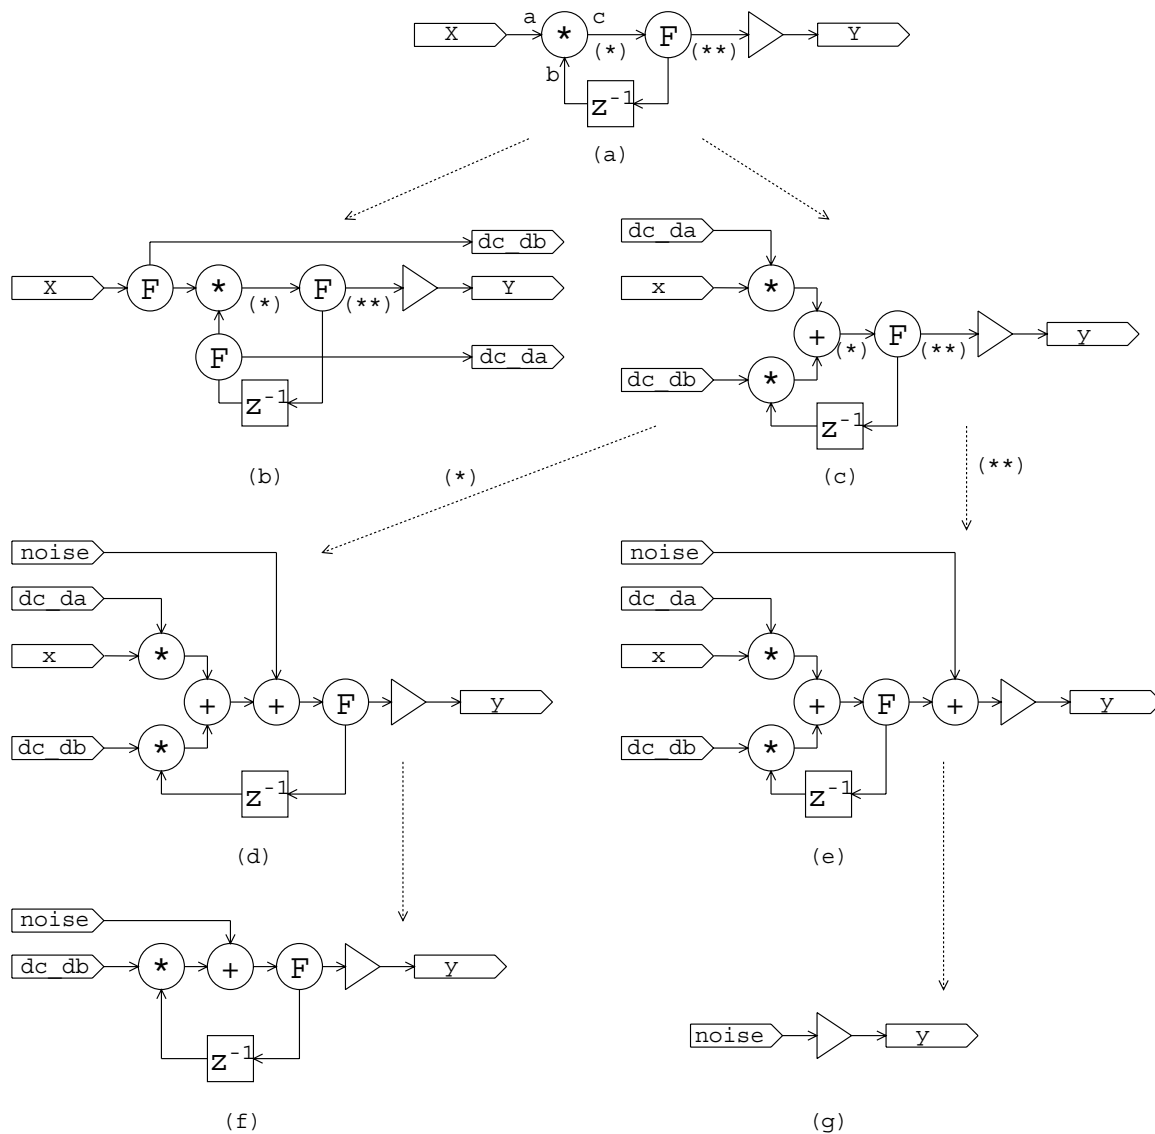 X a * c (*) F (**) Y
b
z-1
(a)
dc_db
X F * (*) F (**) Y
F dc_da
z-1
(b)
dc_da
x *
+ (*) F (**) y
dc_db *
z-1
(c)
(*)
(**)
noise
dc_da
x *
+ + F y
dc_db *
z-1
(d)
noise
dc_da
x *
+ F + y
dc_db *
z-1
(e)
noise
dc_db * + F y
z-1
(f)
noise y
(g)